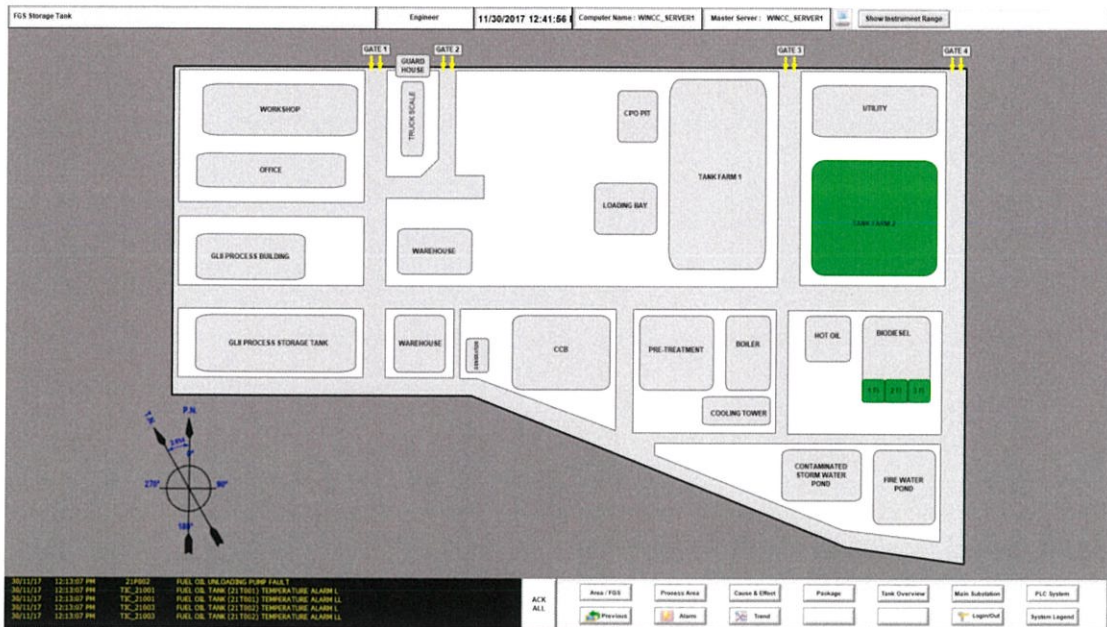 FGS Storage Tank
Engineer
11/30/2017 12:41:56
Computer Name : WINCC_SERVER1
Master Server : WINCC_SERVER1
Show Instrument Range
GATE 1
GATE 2
GATE 3
GATE 4
GUARD
HOUSE
TRUCK SCALE
WORKSHOP
OFFICE
CPO PIT
TANK FARM 1
UTILITY
LOADING BAY
TANK FARM 2
GLB PROCESS BUILDING
WAREHOUSE
GLB PROCESS STORAGE TANK
WAREHOUSE
CCB
PRE-TREATMENT
BOILER
COOLING TOWER
HOT OIL
BIODIESEL
CONTAMINATED
STORM WATER
POND
FIRE WATER
POND
T.N.
P.N.
0°
270°
90°
180°
30/11/17 12:13:07 PM 21P002 FUEL OIL UNLOADING PUMP FAULT
30/11/17 12:13:07 PM TIC_21001 FUEL OIL TANK (21T001) TEMPERATURE ALARM L
30/11/17 12:13:07 PM TIC_21001 FUEL OIL TANK (21T001) TEMPERATURE ALARM LL
30/11/17 12:13:07 PM TIC_21003 FUEL OIL TANK (21T002) TEMPERATURE ALARM L
30/11/17 12:13:07 PM TIC_21003 FUEL OIL TANK (21T002) TEMPERATURE ALARM LL
ACK
ALL
Area / FGS
Process Area
Cause & Effect
Package
Tank Overview
Main Substation
PLC System
Previous
Alarm
Trend
Login/Out
System Legend